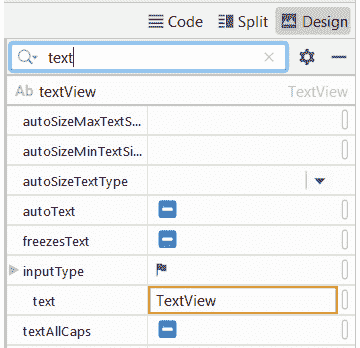 Code Split Design
text
Ab textView TextView
autoSizeMaxTextS...
autoSizeMinTextSi...
autoSizeTextType
autoText
freezesText
inputType
text TextView
textAllCaps